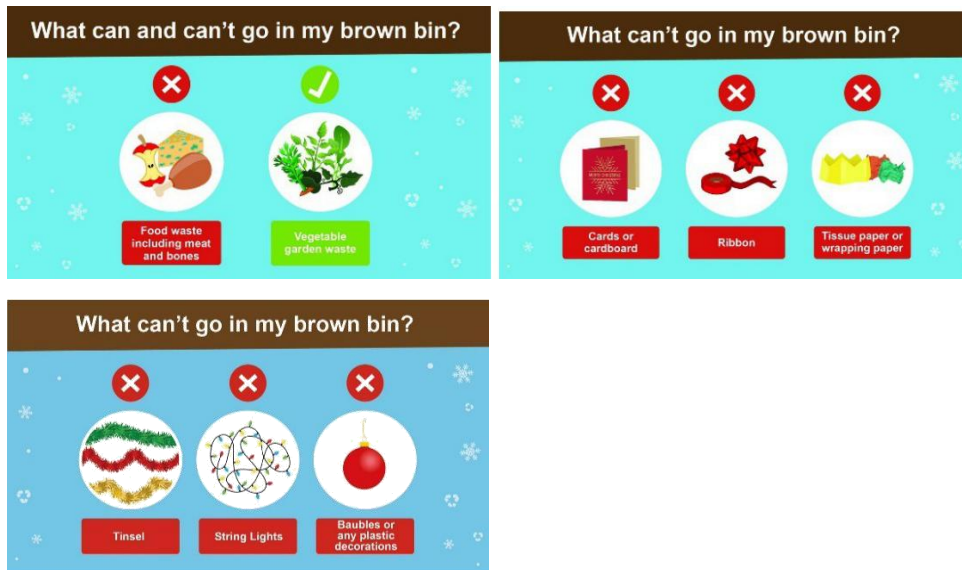 What can and can't go in my brown bin?
Food waste
including meat
and bones
Vegetable
garden waste
What can't go in my brown bin?
Cards or
cardboard
Ribbon
Tissue paper or
wrapping paper
What can't go in my brown bin?
Tinsel
String Lights
Baubles or
any plastic
decorations